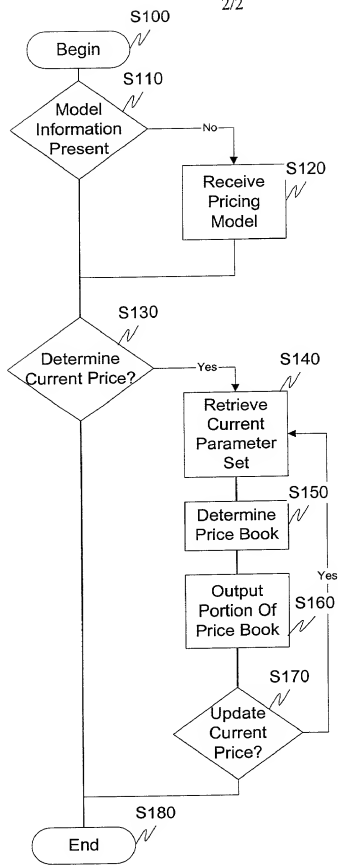 2/2
S100
Begin
S110
Model
Information
Present
No
S120
Receive
Pricing
Model
S130
Determine
Current Price?
Yes
S140
Retrieve
Current
Parameter
Set
S150
Determine
Price Book
Yes
Output
Portion Of
Price Book
S160
S170
Update
Current
Price?
S180
End